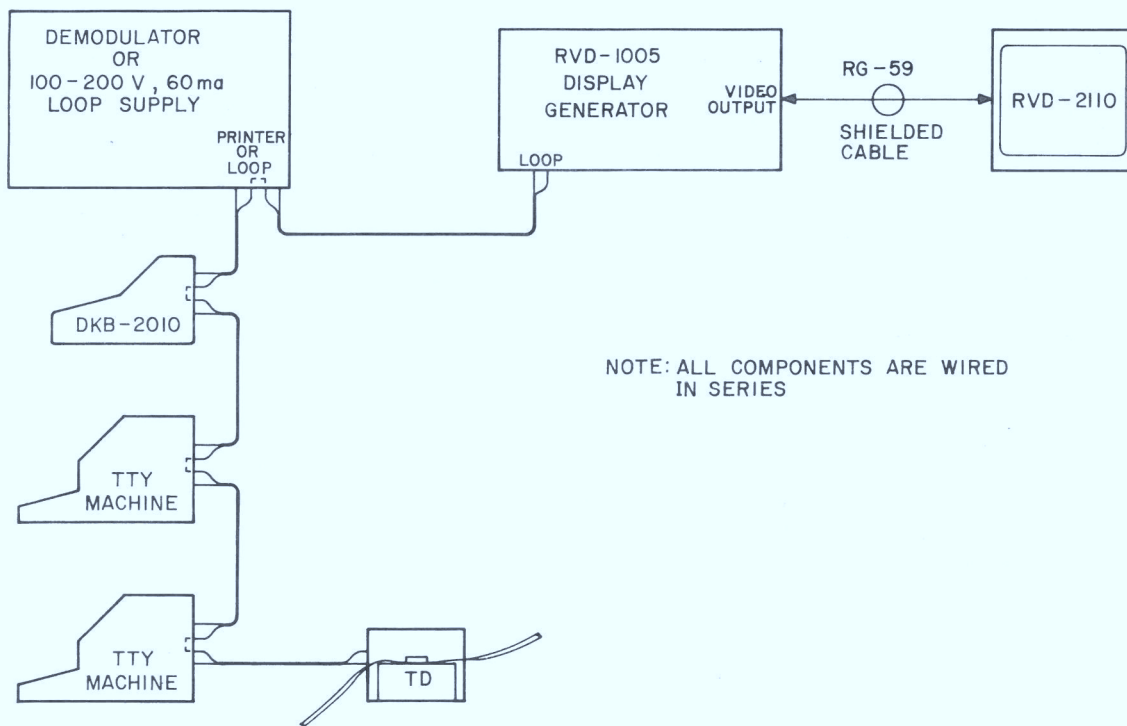 DEMODULATOR
OR
100-200 V, 60 ma
LOOP SUPPLY
PRINTER
OR
LOOP
RVD-1005
DISPLAY
GENERATOR
VIDEO
OUTPUT
LOOP
RG-59
SHIELDED
CABLE
RVD-2110
DKB-2010
NOTE: ALL COMPONENTS ARE WIRED
IN SERIES
TTY
MACHINE
TTY
MACHINE
TD